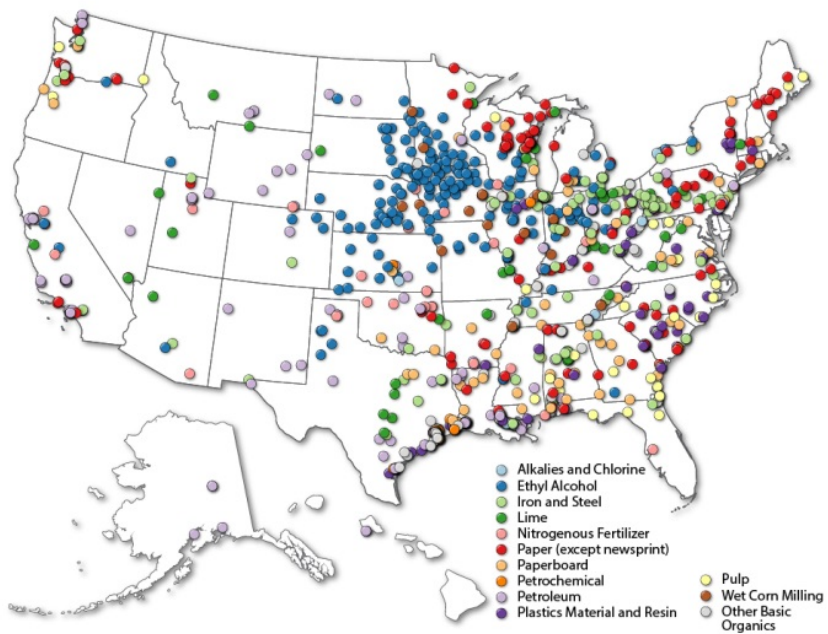 Alkalies and Chlorine
Ethyl Alcohol
Iron and Steel
Lime
Nitrogenous Fertilizer
Paper (except newsprint)
Paperboard
Petrochemical
Petroleum
Plastics Material and Resin
Pulp
Wet Corn Milling
Other Basic
Organics